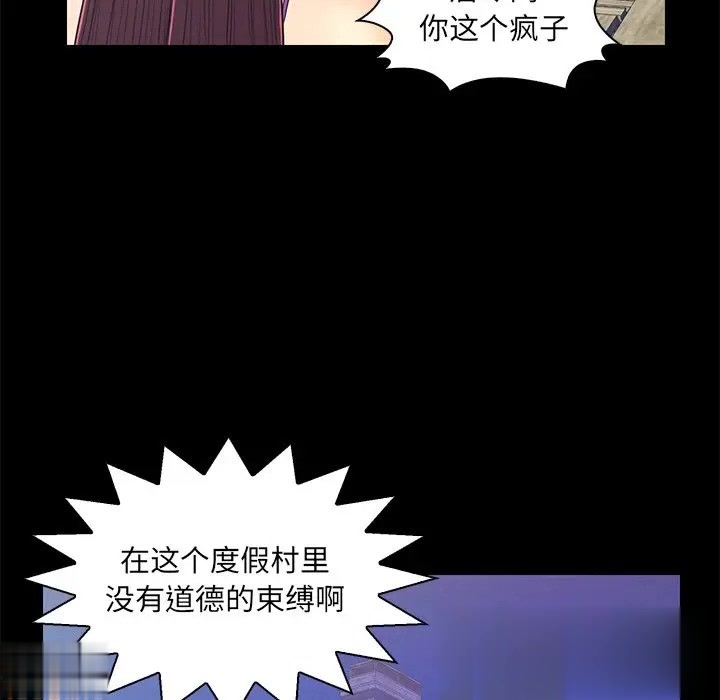 你这个疯子
在这个度假村里
没有道德的束缚啊